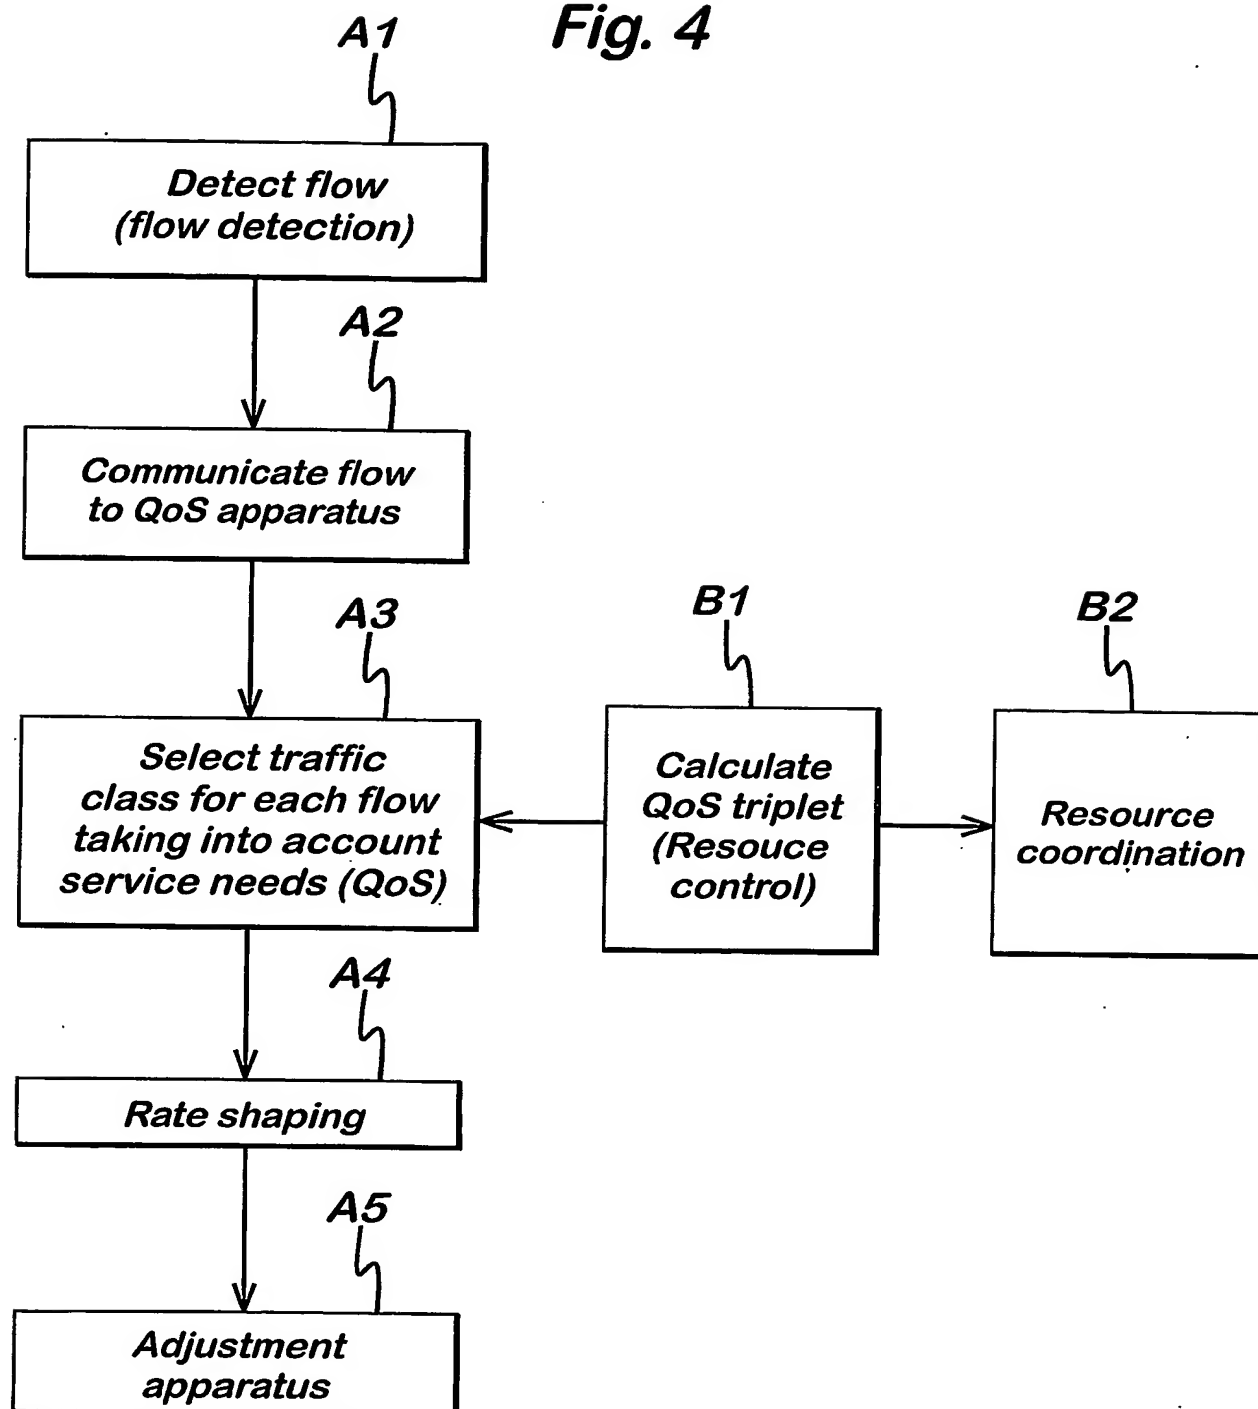 Fig. 4
A1
Detect flow
(flow detection)
A2
Communicate flow
to QoS apparatus
A3
Select traffic
class for each flow
taking into account
service needs (QoS)
B1
Calculate
QoS triplet
(Resouce
control)
B2
Resource
coordination
A4
Rate shaping
A5
Adjustment
apparatus